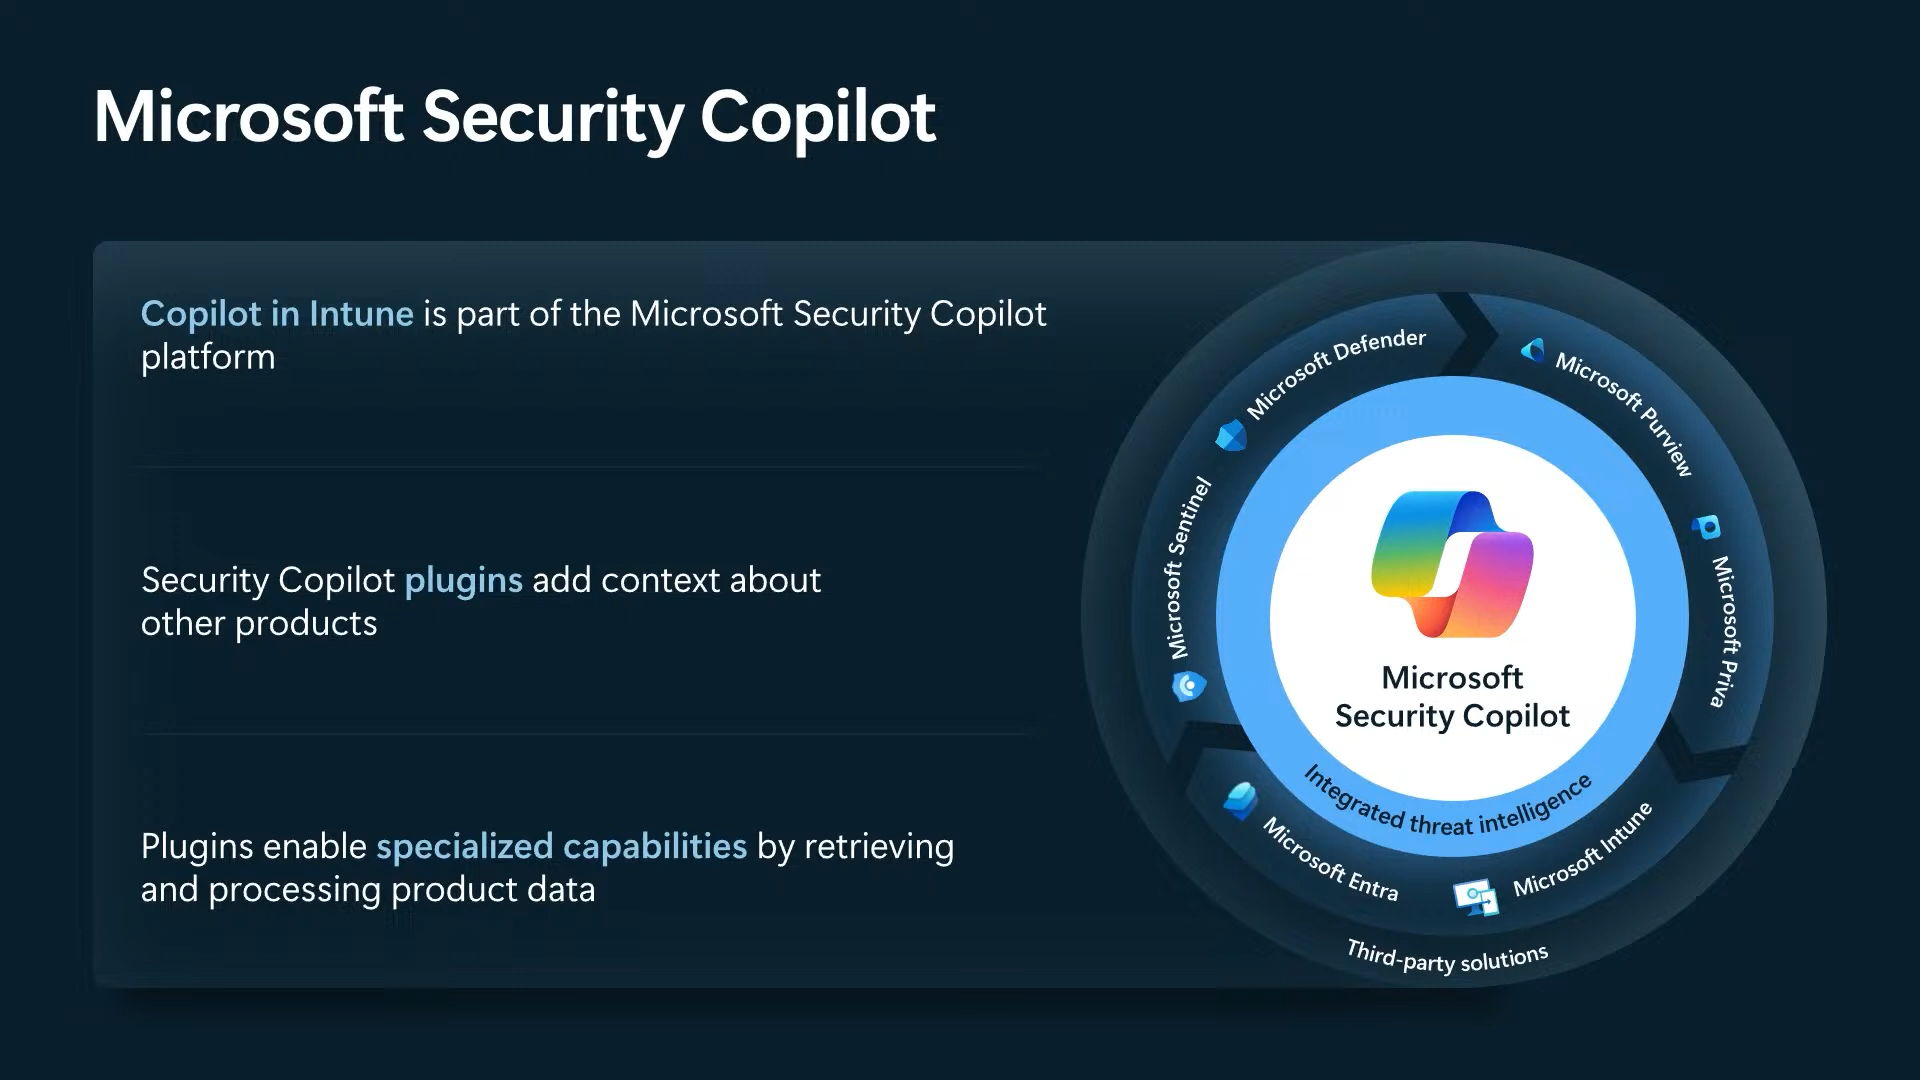 Microsoft Security Copilot
Copilot in Intune is part of the Microsoft Security Copilot
platform
Security Copilot plugins add context about
other products
Plugins enable specialized capabilities by retrieving
and processing product data
Microsoft Defender
Microsoft Purview
Microsoft Sentinel
Microsoft Priva
Microsoft
Security Copilot
Integrated threat intelligence
Microsoft Entra
Microsoft Intune
Third-party solutions